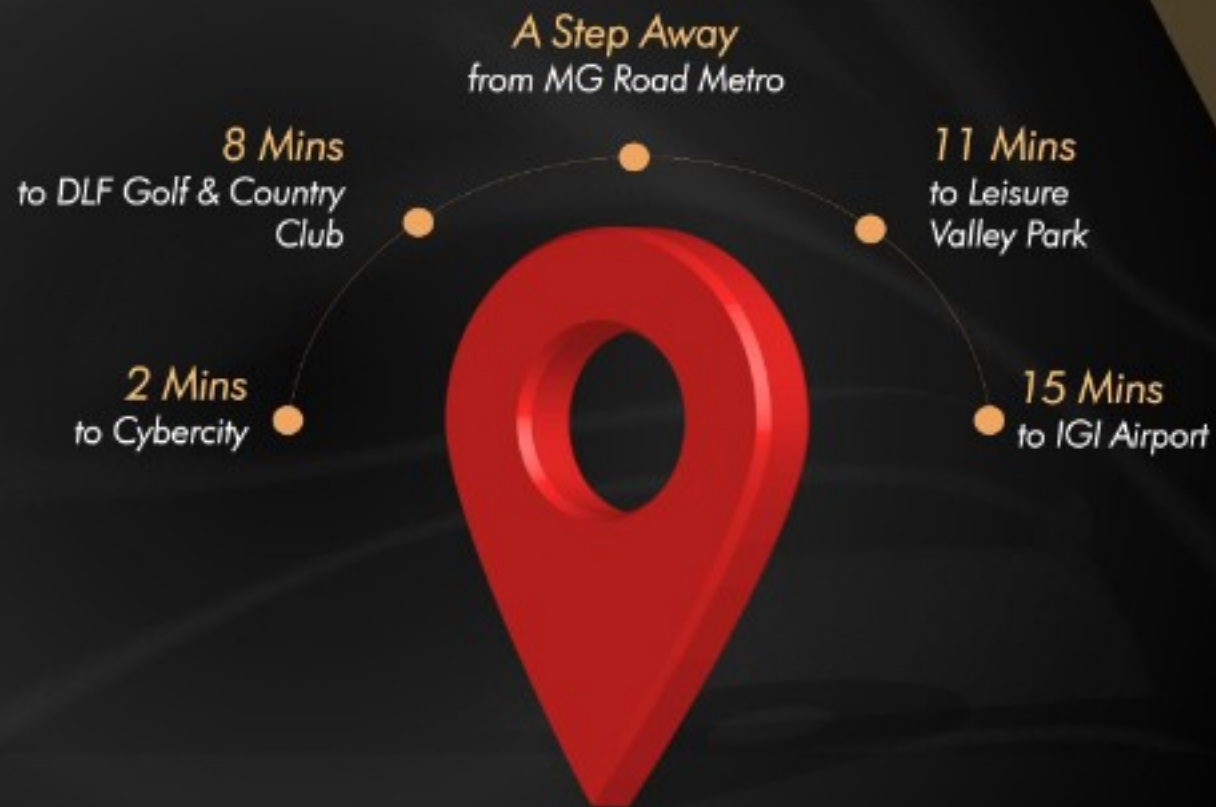 A Step Away
from MG Road Metro
8 Mins
to DLF Golf & Country
Club
11 Mins
to Leisure
Valley Park
2 Mins
to Cybercity
15 Mins
to IGI Airport